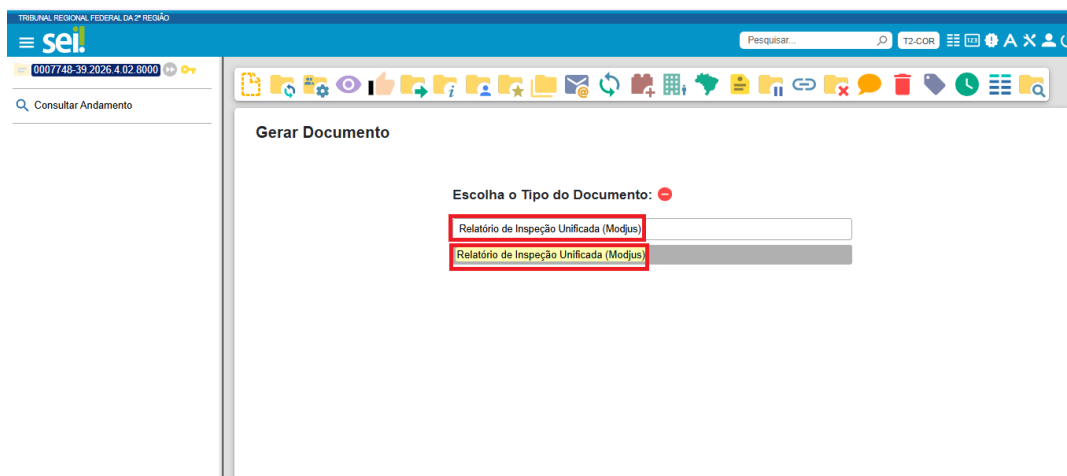 TRIBUNAL REGIONAL FEDERAL DA 2ª REGIÃO
sei!
Pesquisar...
T2-COR
123
0007748-39.2026.4.02.8000
Consultar Andamento
Gerar Documento
Escolha o Tipo do Documento:
Relatório de Inspeção Unificada (Modjus)
Relatório de Inspeção Unificada (Modjus)